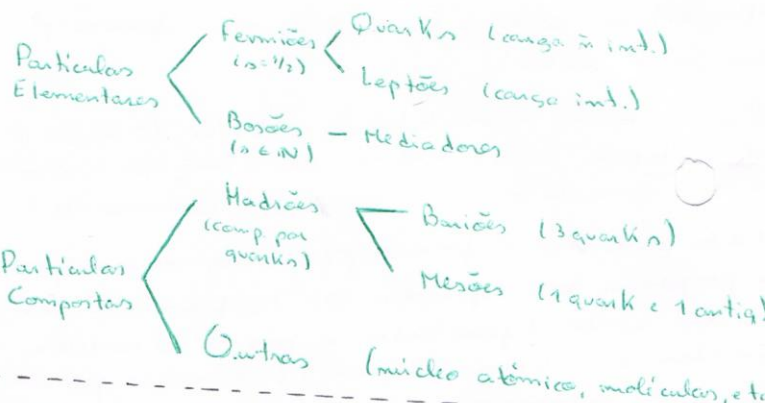 Partículas
Elementares
Fermiões
(s=1/2)
Quarks (carga ñ int.)
Leptões (carga int.)
Bosões
(s ∈ ℕ)
– Mediadores
Partículas
Compostas
Hadrões
(comp. por
quarks)
Bariões (3 quarks)
Mesões (1 quark e 1 antiq)
Outras (núcleo atómico, moléculas, etc